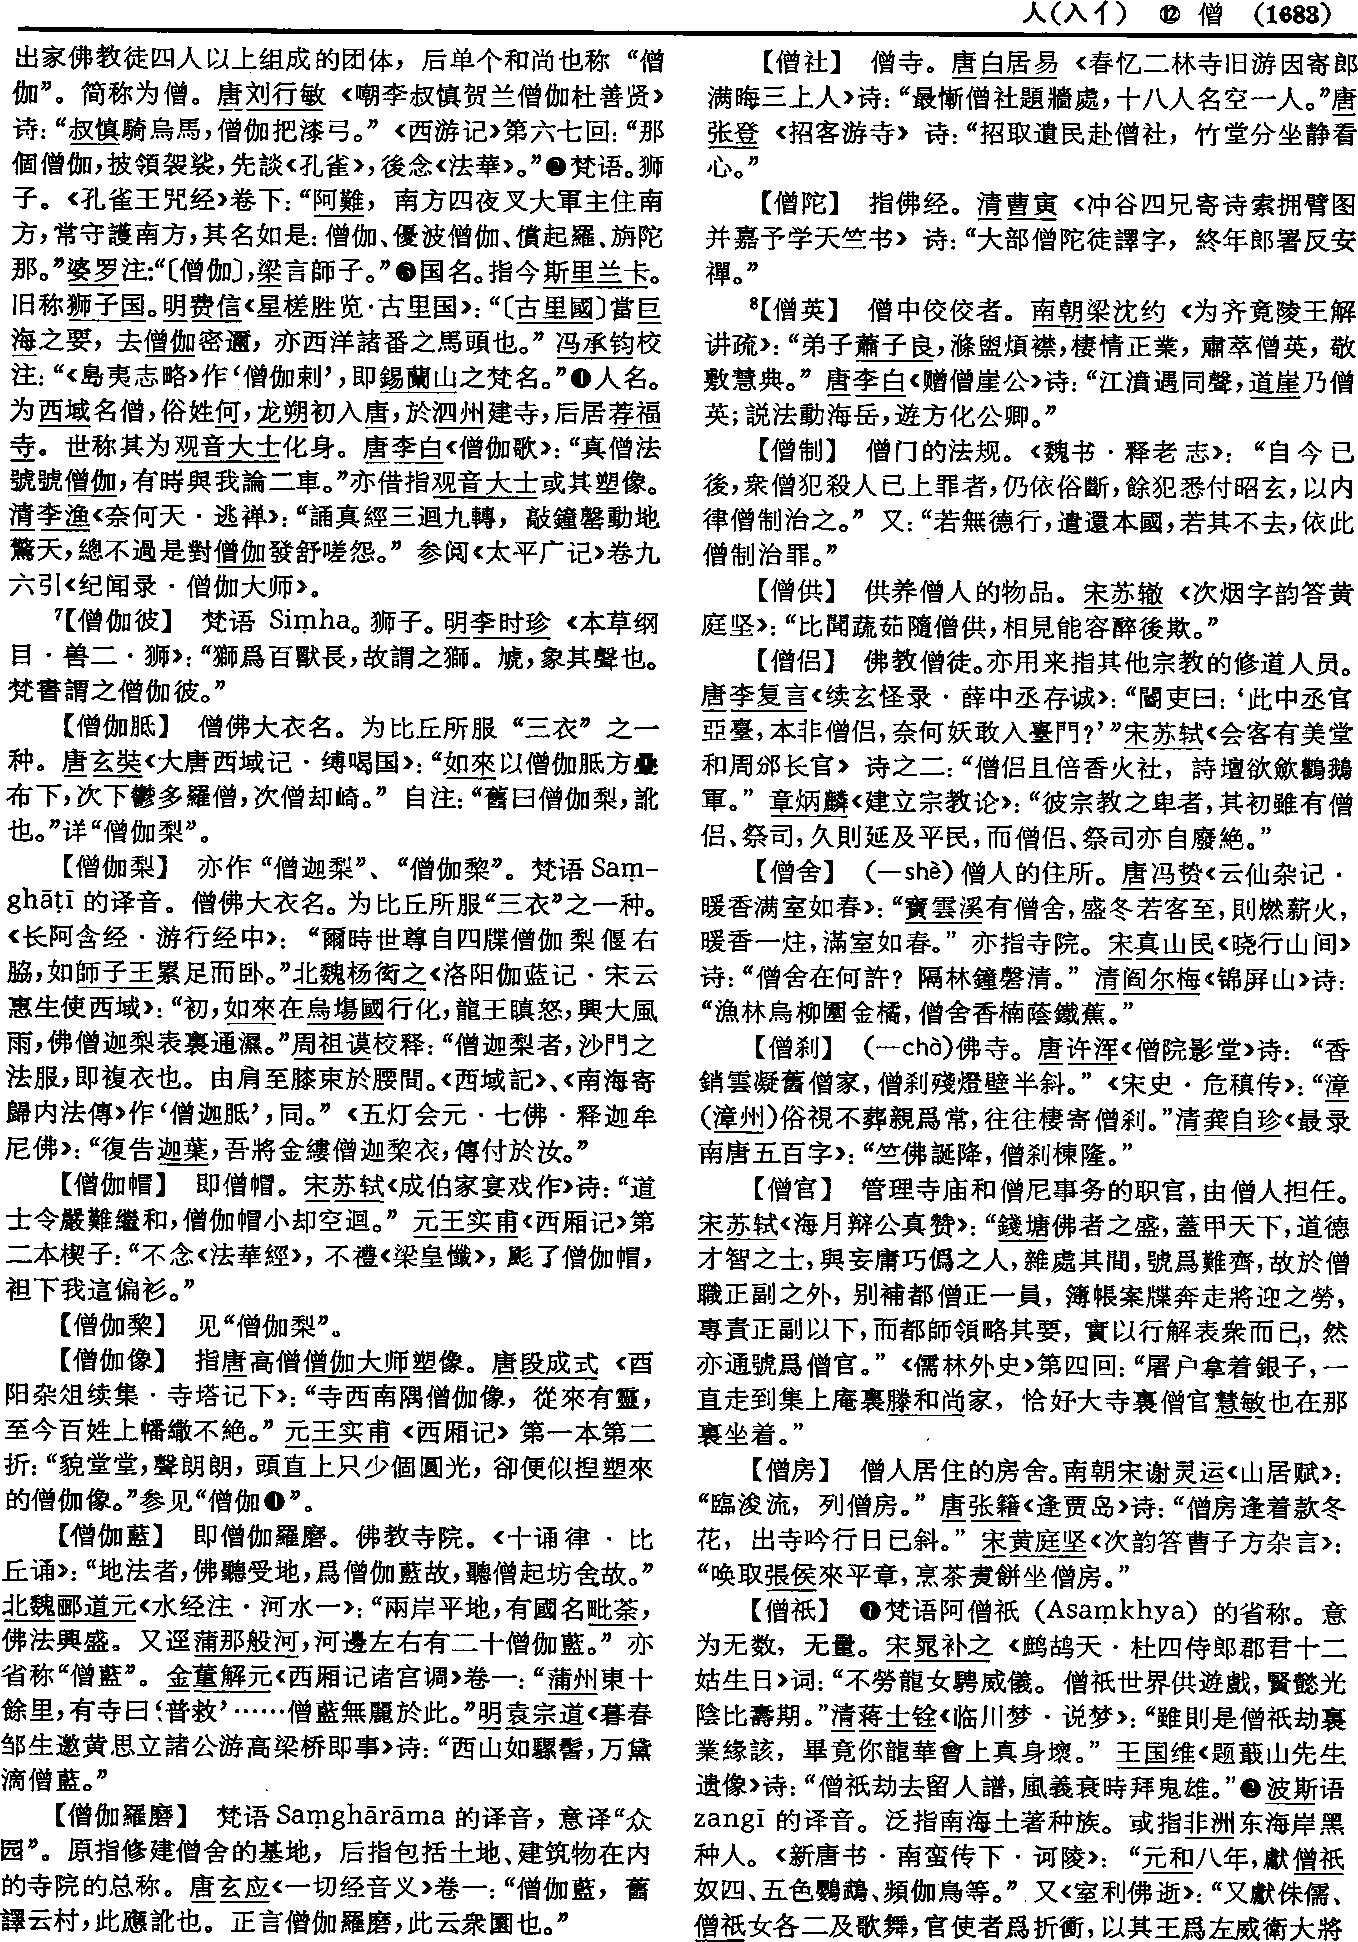 人(入亻) ⑫ 僧 (1683)
出家佛教徒四人以上组成的团体，后单个和尚也称“僧
伽”。简称为僧。唐刘行敏《嘲李叔慎贺兰僧伽杜善贤》
诗：“叔慎騎烏馬，僧伽把漆弓。”《西游记》第六七回：“那
個僧伽，披領袈裟，先談《孔雀》，後念《法華》。”❷梵语。狮
子。《孔雀王咒经》卷下：“阿難，南方四夜叉大軍主住南
方，常守護南方，其名如是：僧伽、優波僧伽、償起羅、旃陀
那。”婆罗注：“〔僧伽〕，梁言師子。”❸国名。指今斯里兰卡。
旧称狮子国。明费信《星槎胜览·古里国》：“〔古里國〕當巨
海之要，去僧伽密邇，亦西洋諸番之馬頭也。”冯承钧校
注：“《島夷志略》作‘僧伽剌’，即錫蘭山之梵名。”❹人名。
为西域名僧，俗姓何，龙朔初入唐，於泗州建寺，后居荐福
寺。世称其为观音大士化身。唐李白《僧伽歌》：“真僧法
號號僧伽，有時與我論三車。”亦借指观音大士或其塑像。
清李漁《奈何天·逃禅》：“誦真經三迴九轉，敲鐘磬動地
驚天，總不過是對僧伽發舒嗟怨。”参阅《太平广记》卷九
六引《纪闻录·僧伽大师》。
⁷【僧伽彼】 梵语 Siṃha。狮子。明李时珍《本草纲
目·兽二·狮》：“獅爲百獸長，故謂之獅。虓，象其聲也。
梵書謂之僧伽彼。”
【僧伽胝】 僧佛大衣名。为比丘所服“三衣”之一
种。唐玄奘《大唐西域记·缚喝国》：“如來以僧伽胝方疊
布下，次下鬱多羅僧，次僧却崎。”自注：“舊曰僧伽梨，訛
也。”详“僧伽梨”。
【僧伽梨】 亦作“僧迦梨”、“僧伽黎”。梵语Saṃ-
ghāṭī 的译音。僧佛大衣名。为比丘所服“三衣”之一种。
《长阿含经·游行经中》：“爾時世尊自四牒僧伽梨偃右
脇，如師子王累足而卧。”北魏杨衒之《洛阳伽蓝记·宋云
惠生使西域》：“初，如來在烏塲國行化，龍王瞋怒，興大風
雨，佛僧迦梨表裏通濕。”周祖谟校释：“僧迦梨者，沙門之
法服，即複衣也。由肩至膝束於腰間。《西域記》、《南海寄
歸内法傳》作‘僧迦胝’，同。”《五灯会元·七佛·释迦牟
尼佛》：“復告迦葉，吾將金縷僧迦黎衣，傳付於汝。”
【僧伽帽】 即僧帽。宋苏轼《成伯家宴戏作》诗：“道
士令嚴難繼和，僧伽帽小却空迴。”元王实甫《西厢记》第
二本楔子：“不念《法華經》，不禮《梁皇懺》，颩了僧伽帽，
袒下我這偏衫。”
【僧伽黎】 见“僧伽梨”。
【僧伽像】 指唐高僧僧伽大师塑像。唐段成式《酉
阳杂俎续集·寺塔记下》：“寺西南隅僧伽像，從來有靈，
至今百姓上幡繖不絶。”元王实甫《西厢记》第一本第二
折：“貌堂堂，聲朗朗，頭直上只少個圓光，卻便似揑塑來
的僧伽像。”参见“僧伽❹”。
【僧伽藍】 即僧伽羅磨。佛教寺院。《十诵律·比
丘诵》：“地法者，佛聽受地，爲僧伽藍故，聽僧起坊舍故。”
北魏郦道元《水经注·河水一》：“兩岸平地，有國名毗荼，
佛法興盛。又逕蒲那般河，河邊左右有二十僧伽藍。”亦
省称“僧藍”。金董解元《西厢记诸宫调》卷一：“蒲州東十
餘里，有寺曰‘普救’……僧藍無麗於此。”明袁宗道《暮春
邹生邀黄思立諸公游高梁桥即事》诗：“西山如騾髻，万黛
滴僧藍。”
【僧伽羅磨】 梵语Saṃghārāma 的译音，意译“众
园”。原指修建僧舍的基地，后指包括土地、建筑物在内
的寺院的总称。唐玄应《一切经音义》卷一：“僧伽藍，舊
譯云村，此應訛也。正言僧伽羅磨，此云衆園也。”
【僧社】 僧寺。唐白居易《春忆二林寺旧游因寄郎
满晦三上人》诗：“最慚僧社題牆處，十八人名空一人。”唐
张登《招客游寺》诗：“招取遺民赴僧社，竹堂分坐静看
心。”
【僧陀】 指佛经。清曹寅《冲谷四兄寄诗索拥臂图
并嘉予学天竺书》诗：“大部僧陀徒譯字，終年郎署反安
禪。”
⁸【僧英】 僧中佼佼者。南朝梁沈约《为齐竟陵王解
讲疏》：“弟子蕭子良，滌盥煩襟，棲情正業，肅萃僧英，敬
敷慧典。”唐李白《赠僧崖公》诗：“江濆遇同聲，道崖乃僧
英；説法動海岳，遊方化公卿。”
【僧制】 僧门的法规。《魏书·释老志》：“自今已
後，衆僧犯殺人已上罪者，仍依俗斷，餘犯悉付昭玄，以内
律僧制治之。”又：“若無德行，遣還本國，若其不去，依此
僧制治罪。”
【僧供】 供养僧人的物品。宋苏辙《次烟字韵答黄
庭坚》：“比聞蔬茹隨僧供，相見能容醉後欺。”
【僧侣】 佛教僧徒。亦用来指其他宗教的修道人员。
唐李复言《续玄怪录·薛中丞存诚》：“閽吏曰：‘此中丞官
亞臺，本非僧侣，奈何妖敢入臺門？’”宋苏轼《会客有美堂
和周邠长官》诗之二：“僧侣且倍香火社，詩壇欲斂鸛鵝
軍。”章炳麟《建立宗教论》：“彼宗教之卑者，其初雖有僧
侣、祭司，久則延及平民，而僧侣、祭司亦自廢絶。”
【僧舍】 (—shè)僧人的住所。唐冯贽《云仙杂记·
暖香满室如春》：“寶雲溪有僧舍，盛冬若客至，則燃薪火，
暖香一炷，滿室如春。”亦指寺院。宋真山民《晓行山间》
诗：“僧舍在何許？隔林鐘磬清。”清阎尔梅《锦屏山》诗：
“漁林烏柳園金橘，僧舍香楠蔭鐵蕉。”
【僧刹】 (—chà)佛寺。唐许浑《僧院影堂》诗：“香
銷雲凝舊僧家，僧刹殘燈壁半斜。”《宋史·危稹传》：“漳
(漳州)俗視不葬親爲常，往往棲寄僧刹。”清龚自珍《最录
南唐五百字》：“竺佛誕降，僧刹棟隆。”
【僧官】 管理寺庙和僧尼事务的职官，由僧人担任。
宋苏轼《海月辩公真赞》：“錢塘佛者之盛，蓋甲天下，道德
才智之士，與妄庸巧僞之人，雜處其間，號爲難齊，故於僧
職正副之外，别補都僧正一員，簿帳案牒奔走將迎之勞，
專責正副以下，而都師領略其要，實以行解表衆而已，然
亦通號爲僧官。”《儒林外史》第四回：“屠户拿着銀子，一
直走到集上庵裏滕和尚家，恰好大寺裏僧官慧敏也在那
裏坐着。”
【僧房】 僧人居住的房舍。南朝宋谢灵运《山居赋》：
“臨浚流，列僧房。”唐张籍《逢贾岛》诗：“僧房逢着款冬
花，出寺吟行日已斜。”宋黄庭坚《次韵答曹子方杂言》：
“唤取張侯來平章，烹茶煮餅坐僧房。”
【僧祇】 ❶梵语阿僧祇 (Asaṃkhya) 的省称。意
为无数，无量。宋晁补之《鹧鸪天·杜四侍郎郡君十二
姑生日》词：“不勞龍女騁威儀。僧祇世界供遊戲，賢懿光
陰比壽期。”清蒋士铨《临川梦·说梦》：“雖則是僧祇劫裏
業緣該，畢竟你龍華會上真身壞。”王国维《题蕺山先生
遗像》诗：“僧祇劫去留人譜，風義衰時拜鬼雄。”❷波斯语
zangī 的译音。泛指南海土著种族。或指非洲东海岸黑
种人。《新唐书·南蛮传下·诃陵》：“元和八年，獻僧祇
奴四、五色鸚鵡、頻伽鳥等。”又《室利佛逝》：“又獻侏儒、
僧祇女各二及歌舞，官使者爲折衝，以其王爲左威衛大將